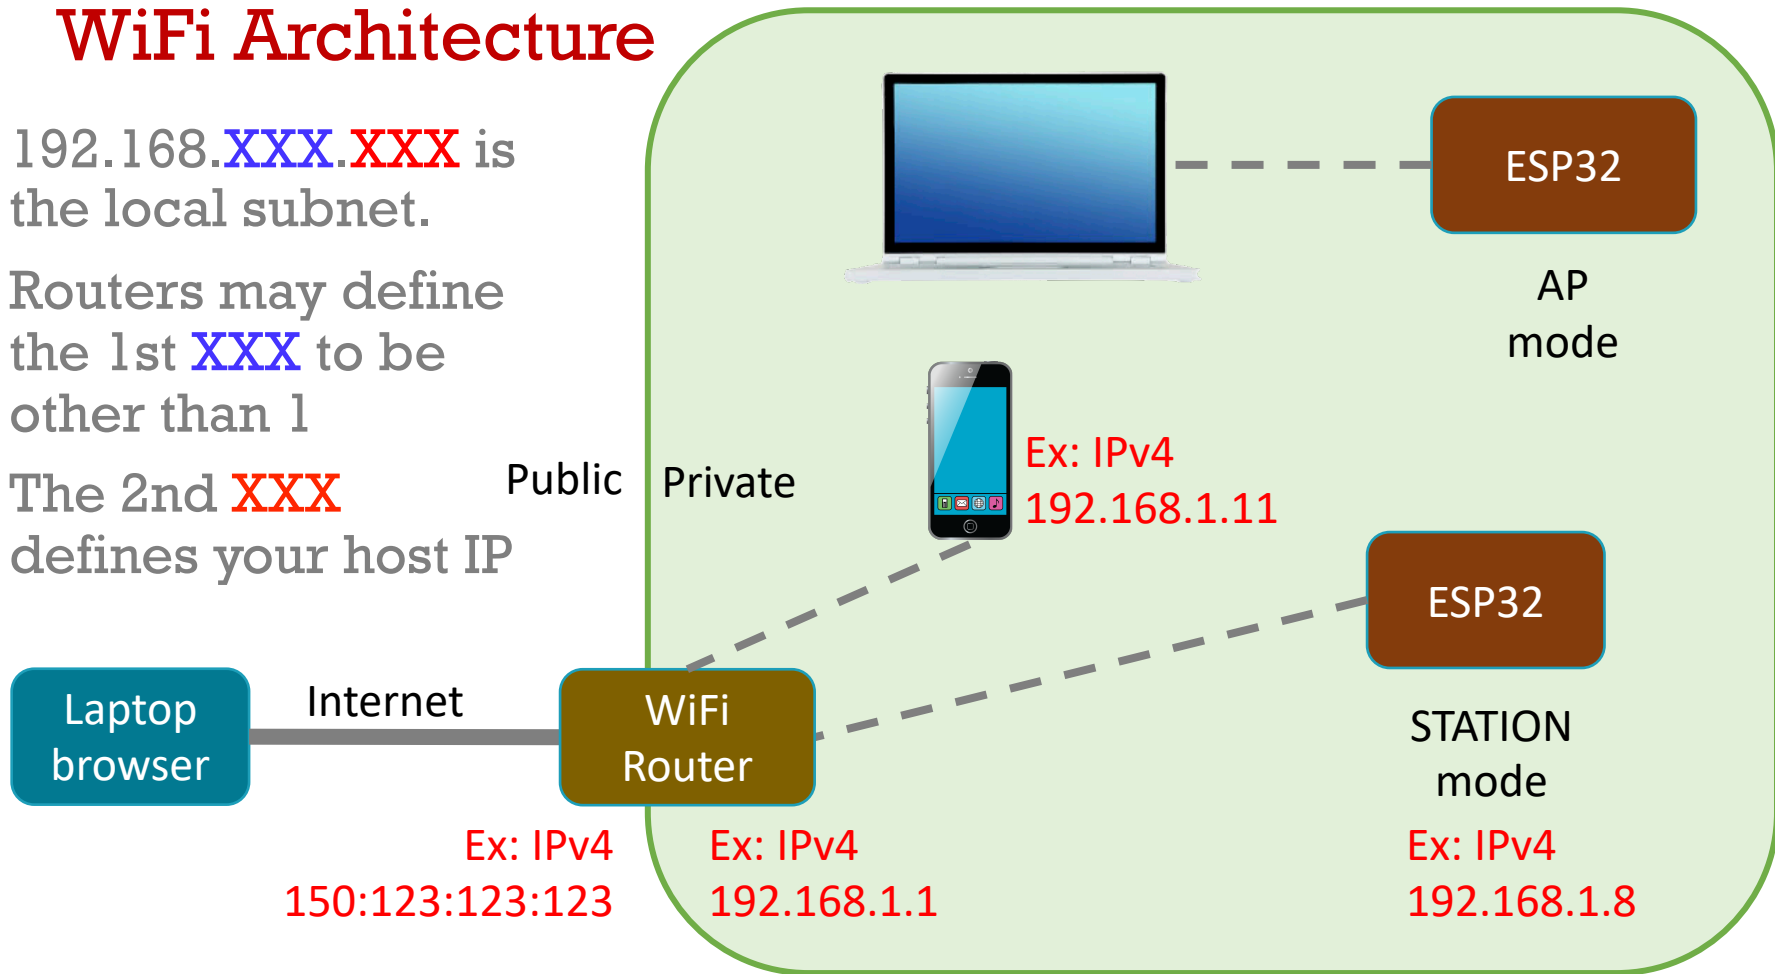 WiFi Architecture
192.168.XXX.XXX is
the local subnet.
Routers may define
the 1st XXX to be
other than 1
The 2nd XXX
defines your host IP
Public
Private
ESP32
AP
mode
Ex: IPv4
192.168.1.11
ESP32
STATION
mode
Ex: IPv4
192.168.1.8
Laptop
browser
Internet
WiFi
Router
Ex: IPv4
150:123:123:123
Ex: IPv4
192.168.1.1